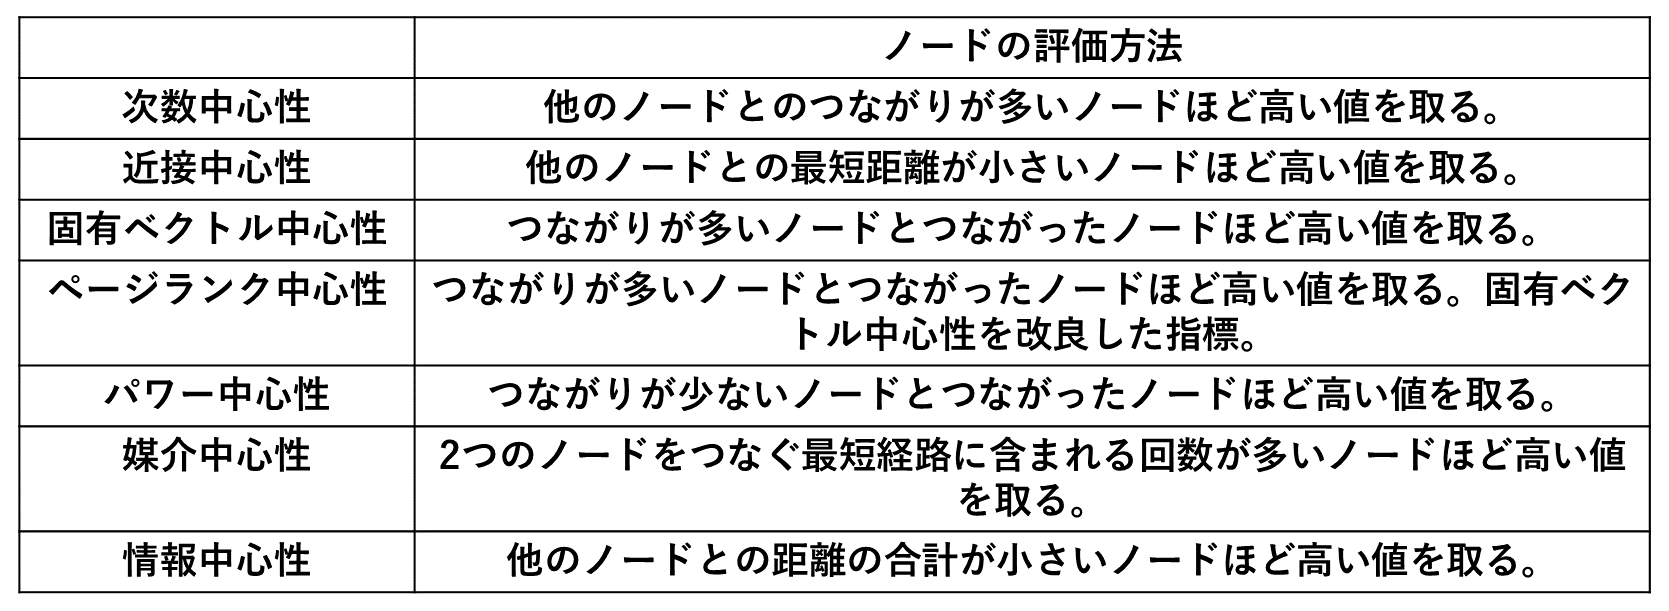 ノードの評価方法
次数中心性 他のノードとのつながりが多いノードほど高い値を取る。
近接中心性 他のノードとの最短距離が小さいノードほど高い値を取る。
固有ベクトル中心性 つながりが多いノードとつながったノードほど高い値を取る。
ページランク中心性 つながりが多いノードとつながったノードほど高い値を取る。固有ベク
トル中心性を改良した指標。
パワー中心性 つながりが少ないノードとつながったノードほど高い値を取る。
媒介中心性 2つのノードをつなぐ最短経路に含まれる回数が多いノードほど高い値
を取る。
情報中心性 他のノードとの距離の合計が小さいノードほど高い値を取る。